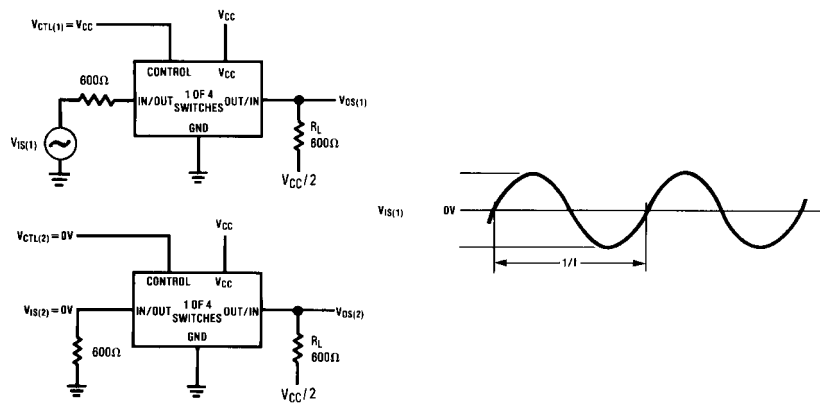 VCTL(1) = VCC
VCC
CONTROL
VCC
600Ω
IN/OUT
1 OF 4
SWITCHES
OUT/IN
VOS(1)
GND
RL
600Ω
VIS(1)
VCC/2
VIS(1)
0V
1/f
VCTL(2) = 0V
VCC
CONTROL
VCC
VIS(2) = 0V
IN/OUT
1 OF 4
SWITCHES
OUT/IN
VOS(2)
GND
600Ω
RL
600Ω
VCC/2